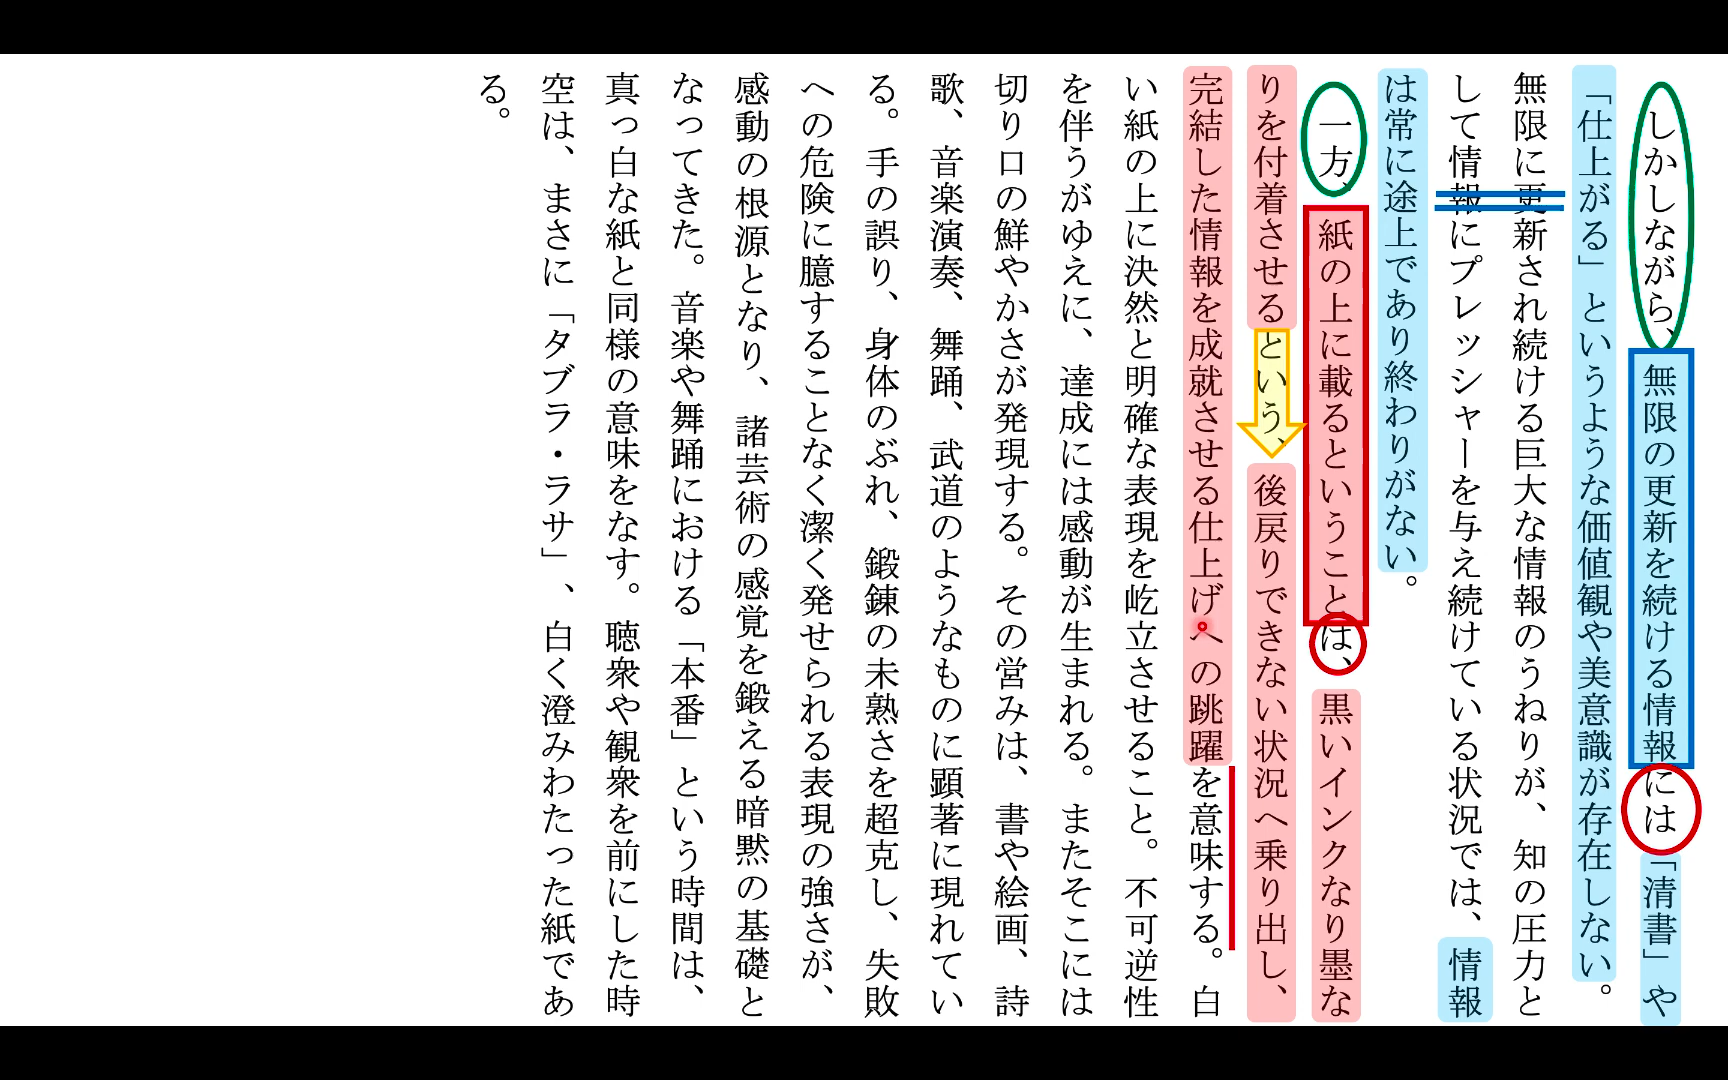 しかしながら、無限の更新を続ける情報には「清書」や
「仕上がる」というような価値観や美意識が存在しない。
無限に更新され続ける巨大な情報のうねりが、知の圧力と
して情報にプレッシャーを与え続けている状況では、情報
は常に途上であり終わりがない。
一方、紙の上に載るということは、黒いインクなり墨な
りを付着させるという、後戻りできない状況へ乗り出し、
完結した情報を成就させる仕上げへの跳躍を意味する。白
い紙の上に決然と明確な表現を屹立させること。不可逆性
を伴うがゆえに、達成には感動が生まれる。またそこには
切り口の鮮やかさが発現する。その営みは、書や絵画、詩
歌、音楽演奏、舞踊、武道のようなものに顕著に現れてい
る。手の誤り、身体のぶれ、鍛錬の未熟さを超克し、失敗
への危険に臆することなく潔く発せられる表現の強さが、
感動の根源となり、諸芸術の感覚を鍛える暗黙の基礎と
なってきた。音楽や舞踊における「本番」という時間は、
真っ白な紙と同様の意味をなす。聴衆や観衆を前にした時
空は、まさに「タブラ・ラサ」、白く澄みわたった紙であ
る。